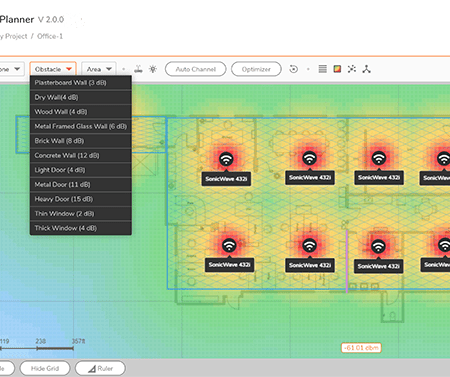 Planner V 2.0.0
y Project / Office-1
one Obstacle Area Auto Channel Optimizer
Plasterboard Wall (3 dB)
Dry Wall(4 dB)
Wood Wall (4 dB)
Metal Framed Glass Wall (6 dB)
Brick Wall (8 dB)
Concrete Wall (12 dB)
Light Door (4 dB)
Metal Door (11 dB)
Heavy Door (15 dB)
Thin Window (2 dB)
Thick Window (4 dB)
SonicWave 432i SonicWave 432i SonicWave 432i SonicWave 432i
SonicWave 432i SonicWave 432i SonicWave 432i SonicWave 432i
119 238 357ft
-61.01 dbm
Hide Grid Ruler